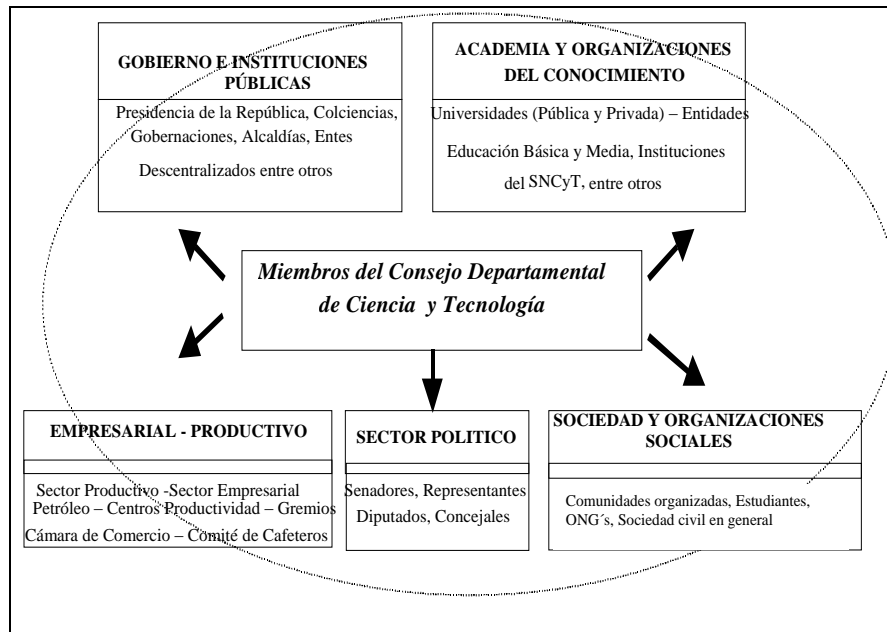 GOBIERNO E INSTITUCIONES
PÚBLICAS
Presidencia de la República, Colciencias,
Gobernaciones, Alcaldías, Entes
Descentralizados entre otros
ACADEMIA Y ORGANIZACIONES
DEL CONOCIMIENTO
Universidades (Pública y Privada) – Entidades
Educación Básica y Media, Instituciones
del SNCyT, entre otros
Miembros del Consejo Departamental
de Ciencia y Tecnología
EMPRESARIAL - PRODUCTIVO
Sector Productivo -Sector Empresarial
Petróleo – Centros Productividad – Gremios
Cámara de Comercio – Comité de Cafeteros
SECTOR POLITICO
Senadores, Representantes
Diputados, Concejales
SOCIEDAD Y ORGANIZACIONES
SOCIALES
Comunidades organizadas, Estudiantes,
ONG´s, Sociedad civil en general